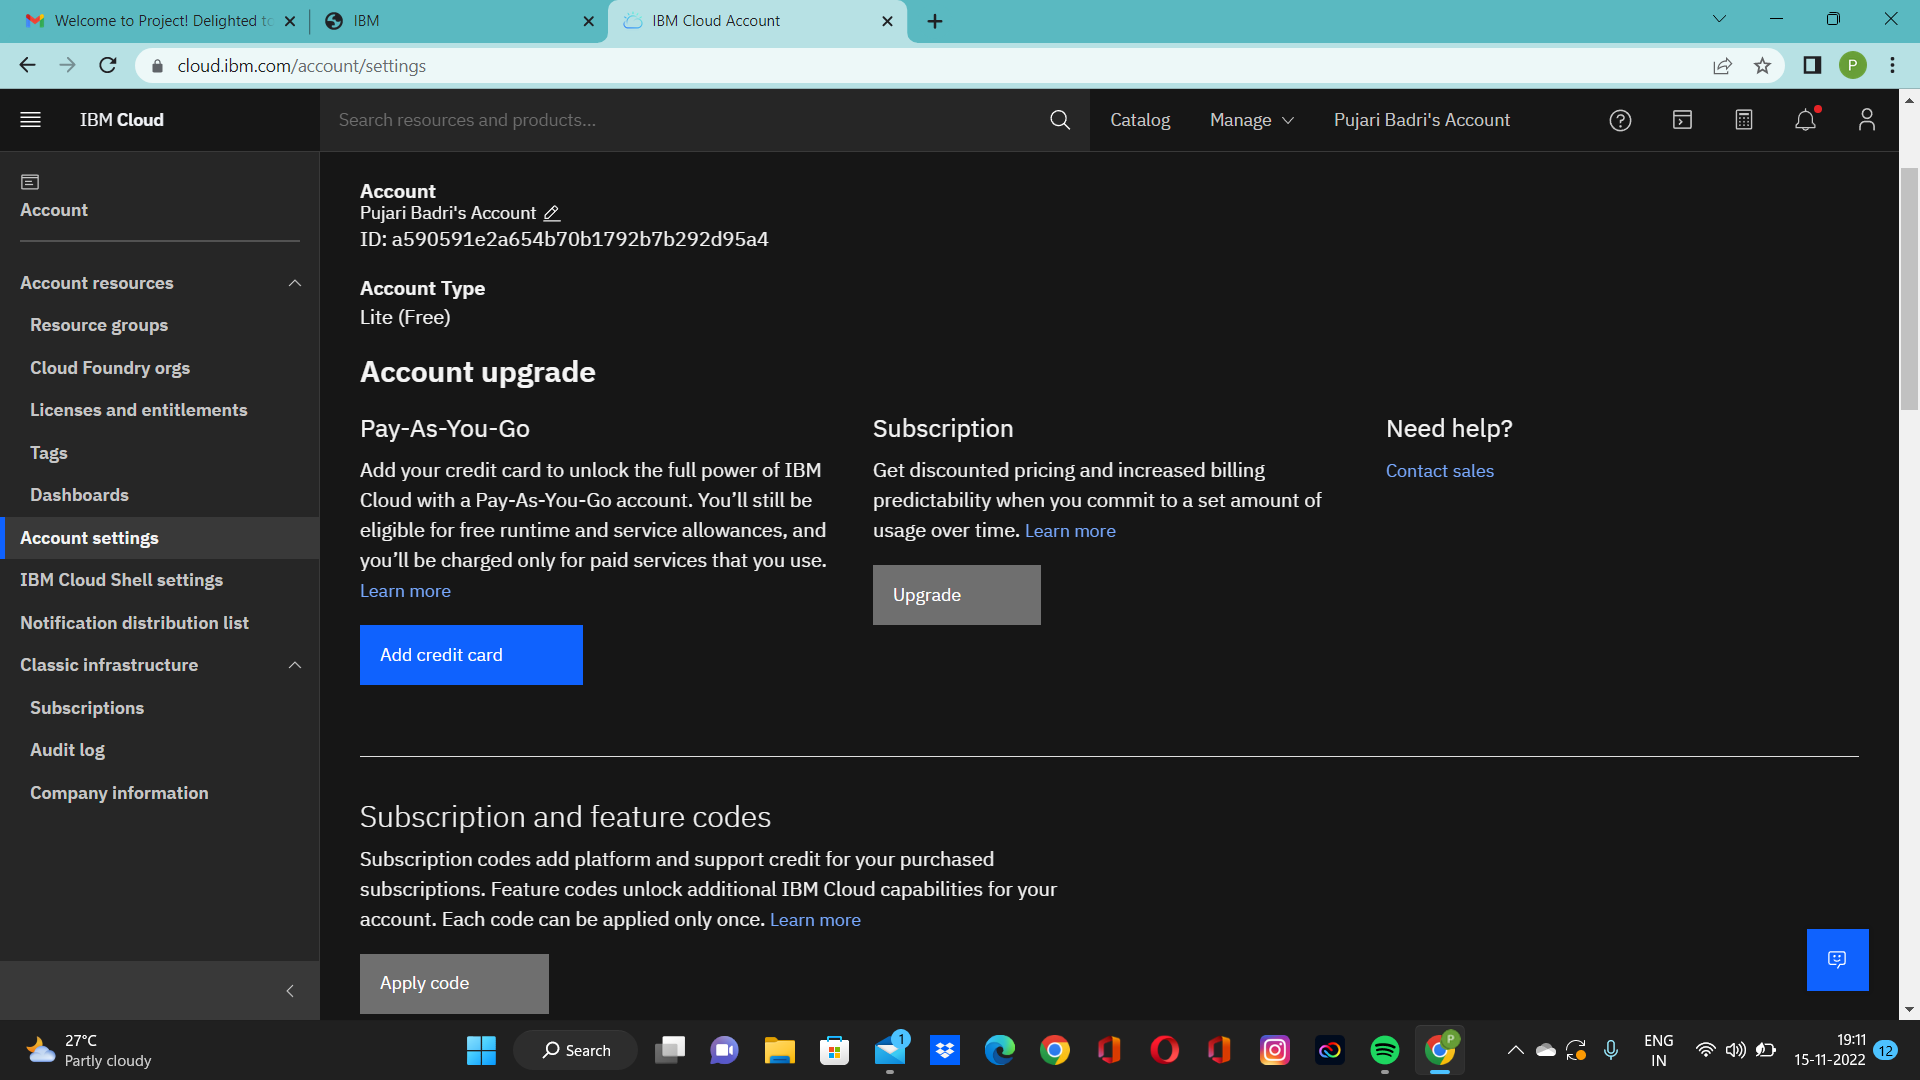 Welcome to Project! Delighted to
IBM
IBM Cloud Account
cloud.ibm.com/account/settings
P
IBM Cloud
Search resources and products...
Catalog
Manage
Pujari Badri's Account
Account
Account resources
Resource groups
Cloud Foundry orgs
Licenses and entitlements
Tags
Dashboards
Account settings
IBM Cloud Shell settings
Notification distribution list
Classic infrastructure
Subscriptions
Audit log
Company information
Account
Pujari Badri's Account
ID: a590591e2a654b70b1792b7b292d95a4
Account Type
Lite (Free)
Account upgrade
Pay-As-You-Go
Add your credit card to unlock the full power of IBM
Cloud with a Pay-As-You-Go account. You’ll still be
eligible for free runtime and service allowances, and
you’ll be charged only for paid services that you use.
Learn more
Add credit card
Subscription
Get discounted pricing and increased billing
predictability when you commit to a set amount of
usage over time. Learn more
Upgrade
Need help?
Contact sales
Subscription and feature codes
Subscription codes add platform and support credit for your purchased
subscriptions. Feature codes unlock additional IBM Cloud capabilities for your
account. Each code can be applied only once. Learn more
Apply code
27°C
Partly cloudy
Search
1
P
ENG
IN
19:11
15-11-2022
12